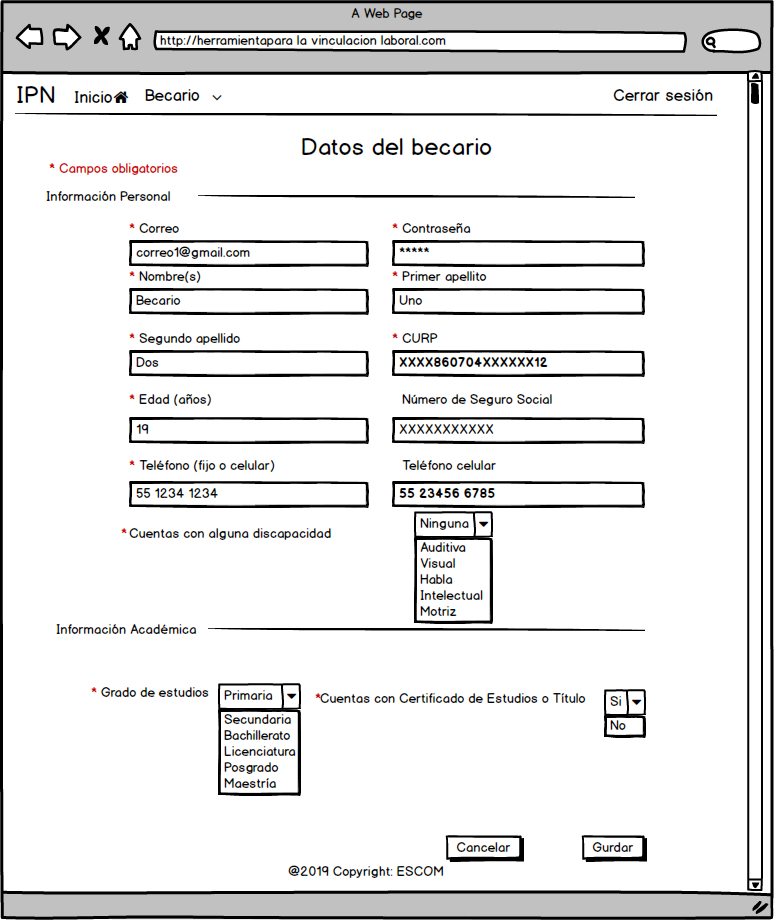 A Web Page
http://herramientapara la vinculacion laboral.com
IPN Inicio Becario Cerrar sesión
Datos del becario
* Campos obligatorios
Información Personal
* Correo * Contraseña
correo1@gmail.com *****
* Nombre(s) * Primer apellito
Becario Uno
* Segundo apellido * CURP
Dos XXXX860704XXXXXX12
* Edad (años) Número de Seguro Social
19 XXXXXXXXXXX
* Teléfono (fijo o celular) Teléfono celular
55 1234 1234 55 23456 6785
* Cuentas con alguna discapacidad Ninguna
Auditiva
Visual
Habla
Intelectual
Motriz
Información Académica
* Grado de estudios Primaria *Cuentas con Certificado de Estudios o Título Si
Secundaria No
Bachillerato
Licenciatura
Posgrado
Maestría
Cancelar Gurdar
@2019 Copyright: ESCOM